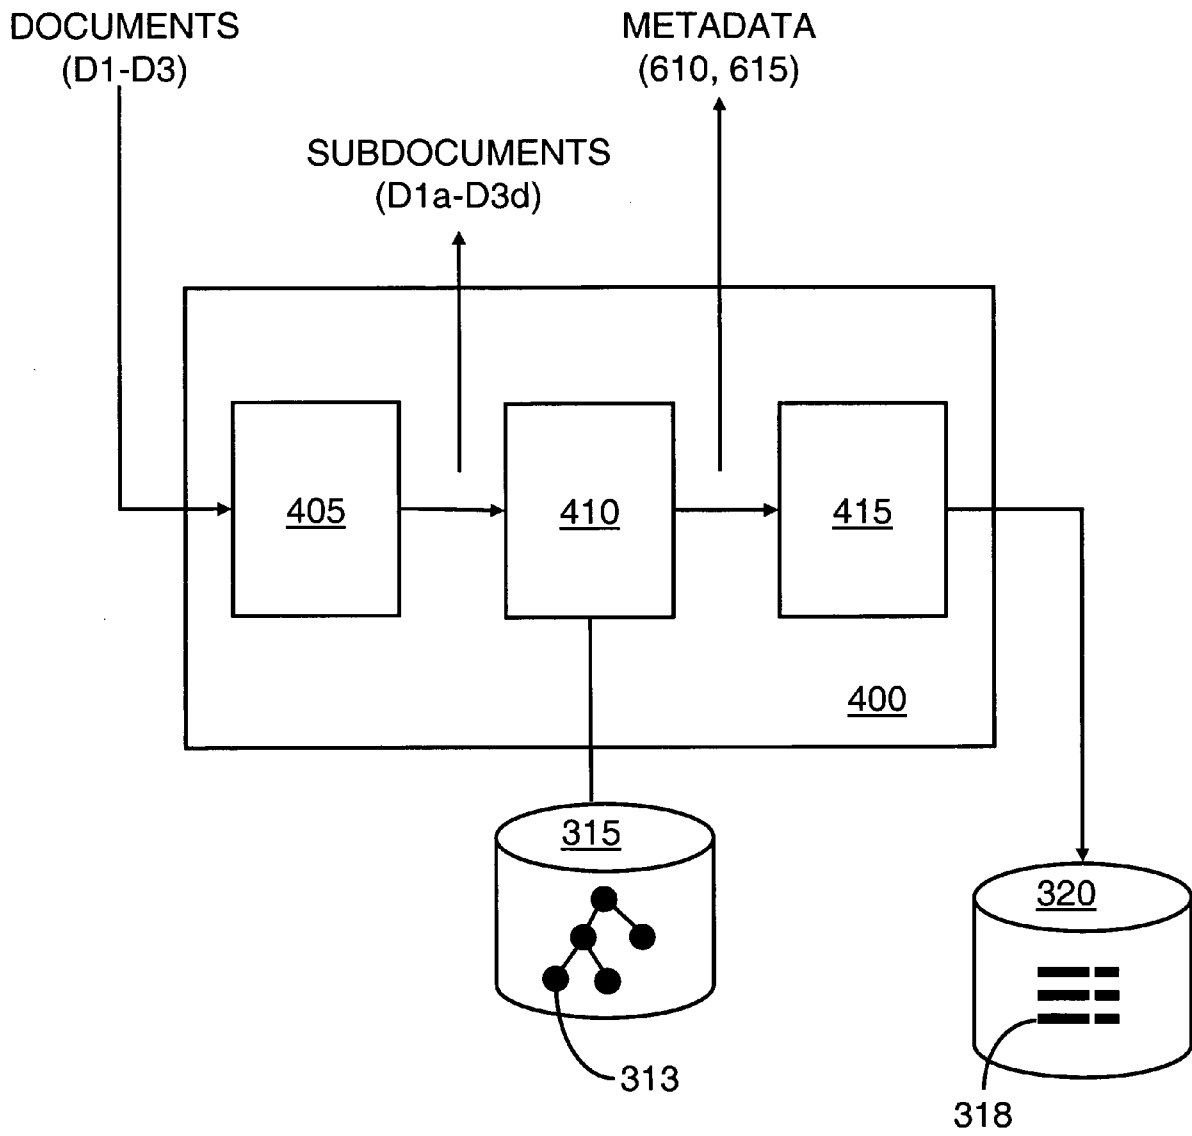 DOCUMENTS
(D1-D3)
METADATA
(610, 615)
SUBDOCUMENTS
(D1a-D3d)
405
410
415
400
315
320
313
318